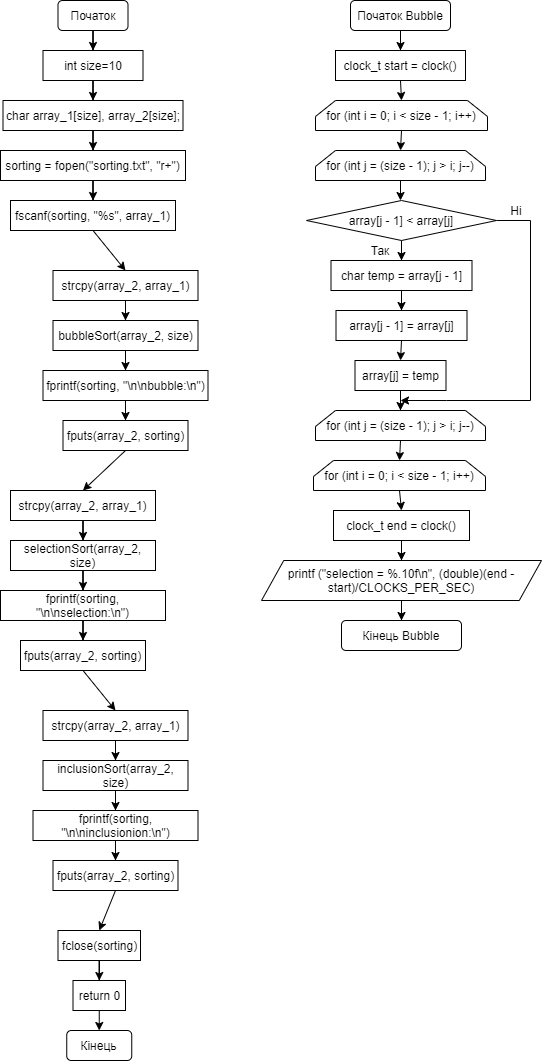 Початок
int size=10
char array_1[size], array_2[size];
sorting = fopen("sorting.txt", "r+")
fscanf(sorting, "%s", array_1)
strcpy(array_2, array_1)
bubbleSort(array_2, size)
fprintf(sorting, "\n\nbubble:\n")
fputs(array_2, sorting)
strcpy(array_2, array_1)
selectionSort(array_2,
size)
fprintf(sorting,
"\n\nselection:\n")
fputs(array_2, sorting)
strcpy(array_2, array_1)
inclusionSort(array_2,
size)
fprintf(sorting,
"\n\ninclusionion:\n")
fputs(array_2, sorting)
fclose(sorting)
return 0
Кінець
Початок Bubble
clock_t start = clock()
for (int i = 0; i < size - 1; i++)
for (int j = (size - 1); j > i; j--)
array[j - 1] < array[j]
Ні
Так
char temp = array[j - 1]
array[j - 1] = array[j]
array[j] = temp
for (int j = (size - 1); j > i; j--)
for (int i = 0; i < size - 1; i++)
clock_t end = clock()
printf ("selection = %.10f\n", (double)(end -
start)/CLOCKS_PER_SEC)
Кінець Bubble